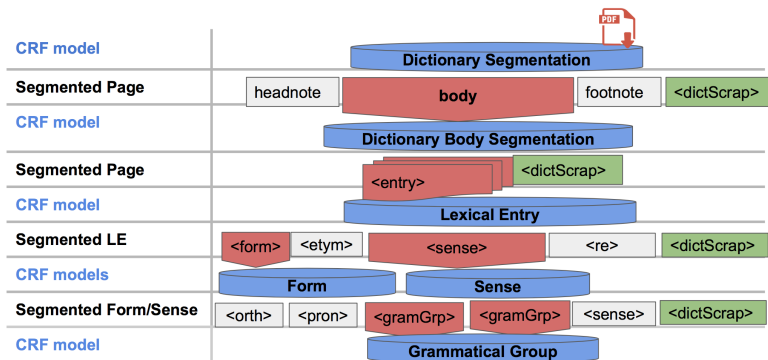 PDF
CRF model
Dictionary Segmentation
Segmented Page
headnote body footnote <dictScrap>
CRF model
Dictionary Body Segmentation
Segmented Page
<entry> <dictScrap>
CRF model
Lexical Entry
Segmented LE
<form> <etym> <sense> <re> <dictScrap>
CRF models
Form Sense
Segmented Form/Sense
<orth> <pron> <gramGrp> <gramGrp> <sense> <dictScrap>
CRF model
Grammatical Group